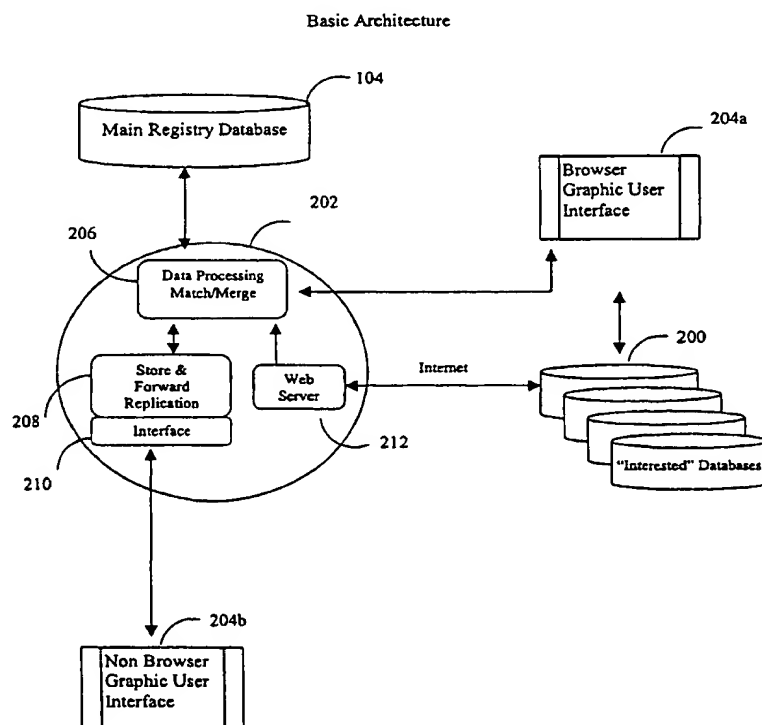 Basic Architecture
104
Main Registry Database
204a
Browser
Graphic User
Interface
202
206
Data Processing
Match/Merge
200
Internet
Store &
Forward
Replication
Web
Server
208
Interface
212
210
"Interested" Databases
204b
Non Browser
Graphic User
Interface